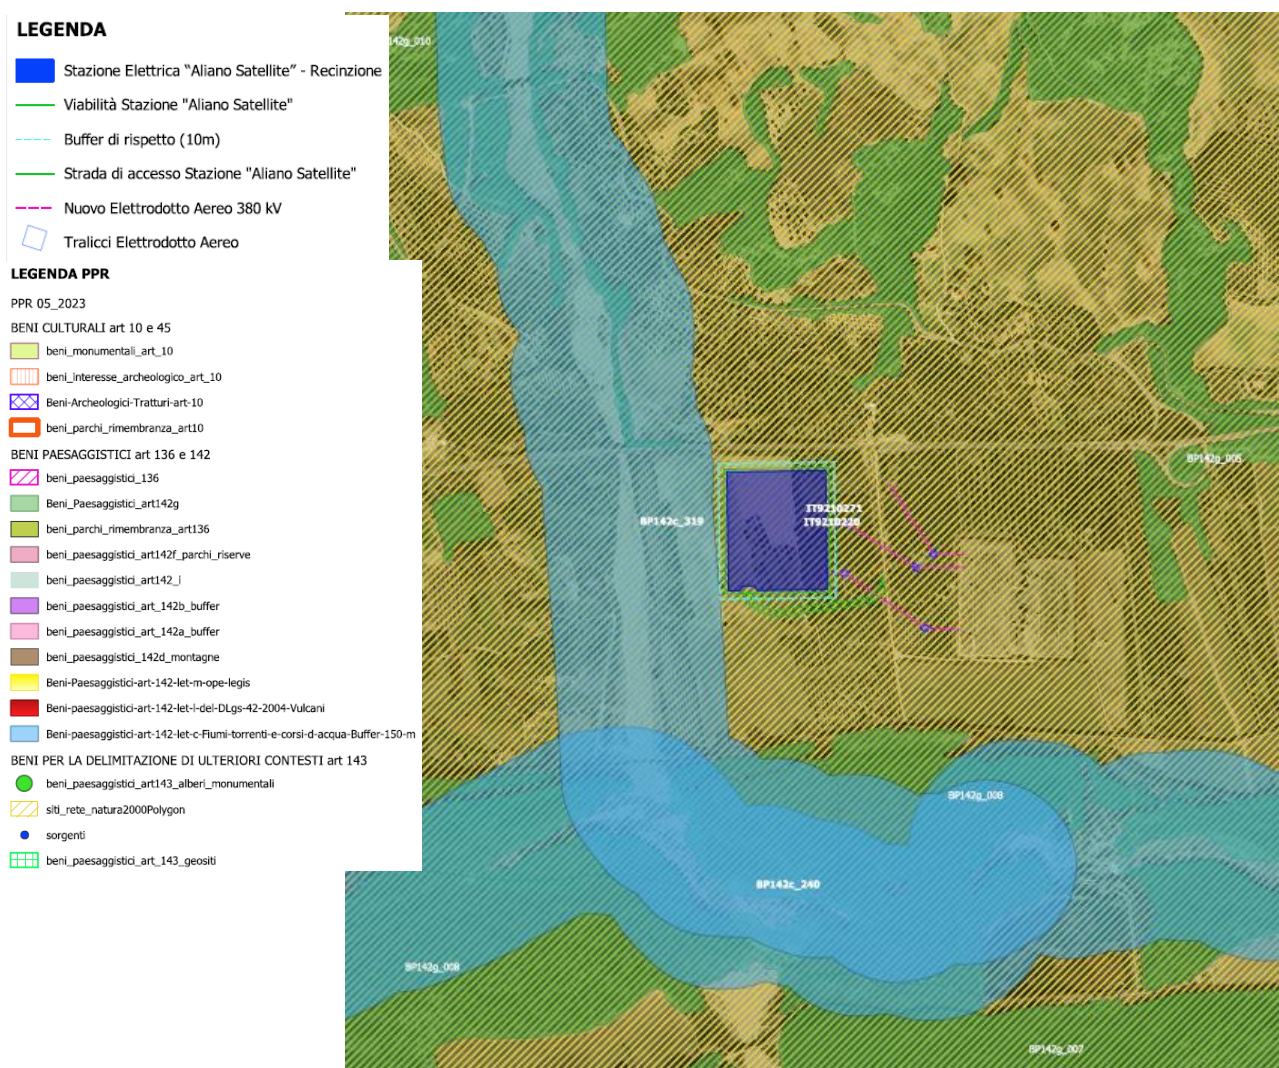 LEGENDA
Stazione Elettrica “Aliano Satellite” - Recinzione
Viabilità Stazione "Aliano Satellite"
Buffer di rispetto (10m)
Strada di accesso Stazione "Aliano Satellite"
Nuovo Elettrodotto Aereo 380 kV
Tralicci Elettrodotto Aereo
LEGENDA PPR
PPR 05_2023
BENI CULTURALI art 10 e 45
beni_monumentali_art_10
beni_interesse_archeologico_art_10
Beni-Archeologici-Tratturi-art-10
beni_parchi_rimembranza_art10
BENI PAESAGGISTICI art 136 e 142
beni_paesaggistici_136
Beni_Paesaggistici_art142g
beni_parchi_rimembranza_art136
beni_paesaggistici_art142f_parchi_riserve
beni_paesaggistici_art142_i
beni_paesaggistici_art_142b_buffer
beni_paesaggistici_art_142a_buffer
beni_paesaggistici_142d_montagne
Beni-Paesaggistici-art-142-let-m-ope-legis
Beni-paesaggistici-art-142-let-l-del-DLgs-42-2004-Vulcani
Beni-paesaggistici-art-142-let-c-Fiumi-torrenti-e-corsi-d-acqua-Buffer-150-m
BENI PER LA DELIMITAZIONE DI ULTERIORI CONTESTI art 143
beni_paesaggistici_art143_alberi_monumentali
siti_rete_natura2000Polygon
sorgenti
beni_paesaggistici_art_143_geositi
142g_010
BP142g_005
IT9210271
IT9210220
BP142c_319
BP142g_008
BP142c_240
BP142g_008
BP142g_007